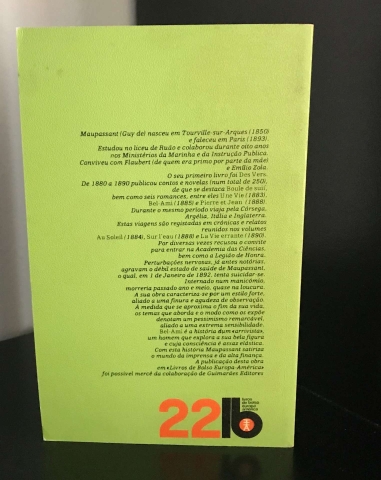 Maupassant (Guy de) nasceu em Tourville-sur-Arques (1850)
e faleceu em Paris (1893).
Estudou no liceu de Ruão e colaborou durante oito anos
nos Ministérios da Marinha e da Instrução Pública.
Conviveu com Flaubert (de quem era primo por parte da mãe)
e Emílio Zola.
O seu primeiro livro foi Des Vers.
De 1880 a 1890 publicou contos e novelas (num total de 250),
de que se destaca Boule de suif,
bem como seis romances, entre eles Une Vie (1883),
Bel-Ami (1885) e Pierre et Jean (1888)
Durante o mesmo período viaja pela Córsega,
Argélia, Itália e Inglaterra.
Estas viagens são registadas em crónicas e relatos
reunidos nos volumes
Au Soleil (1884), Sur l'eau (1888) e La Vie errante (1890).
Por diversas vezes recusou o convite
para entrar na Academia das Ciências,
bem como a Legião de Honra.
Perturbações nervosas, já antes notórias,
agravam o débil estado de saúde de Maupassant,
o qual, em 1 de Janeiro de 1892, tenta suicidar-se.
Internado num manicómio,
morreria passado ano e meio, quase na loucura.
A sua obra caracteriza-se por um estilo forte,
aliado a uma finura e agudeza de observação.
À medida que se aproxima o fim da sua vida,
os temas que aborda e o modo como os expõe
denotam um pessimismo remarcável,
aliado a uma extrema sensibilidade.
Bel-Ami é a história dum «arrivista»,
um homem que explora a sua bela figura
e cuja consciência é assaz elástica.
Com esta história Maupassant satiriza
o mundo da imprensa e da alta finança.
A publicação desta obra
em «Livros de Bolso Europa-América»
foi possível mercê da colaboração de Guimarães Editores
22 lb
livros de bolso
europa
américa